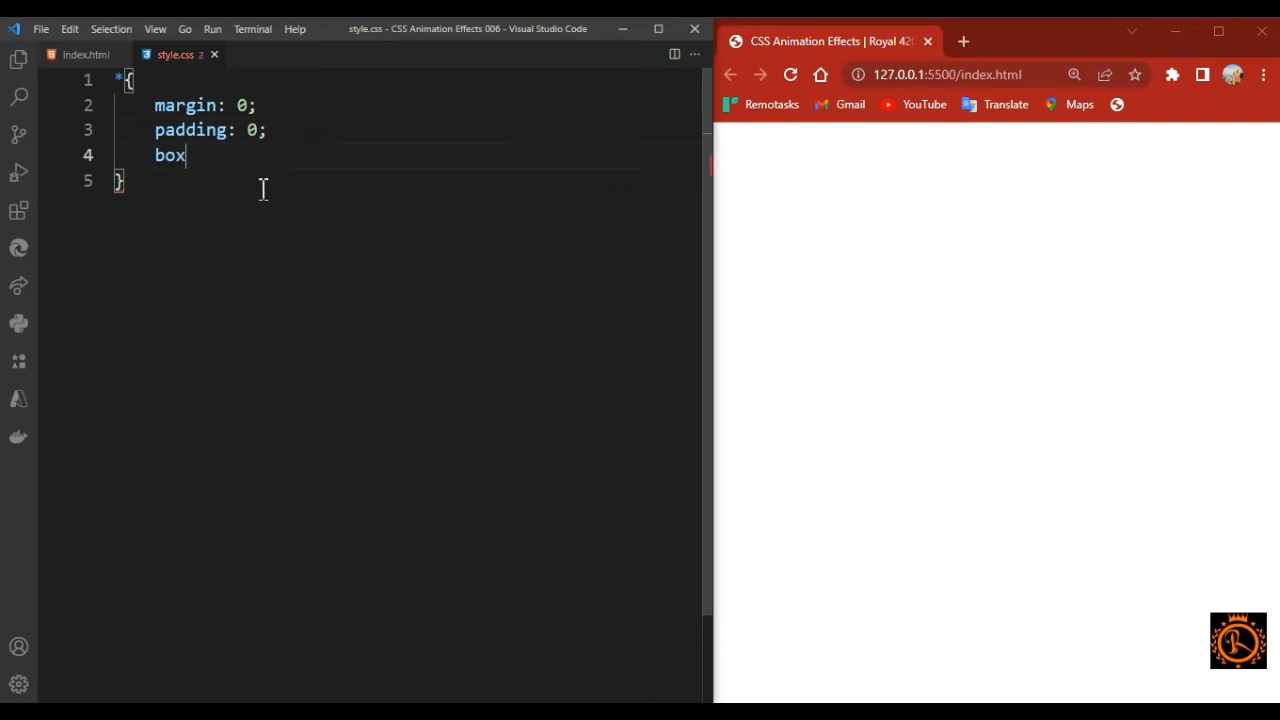 File Edit Selection View Go Run Terminal Help
style.css - CSS Animation Effects 006 - Visual Studio Code
index.html
style.css 2
1 *{
2 margin: 0;
3 padding: 0;
4 box
5 }
CSS Animation Effects | Royal 42
127.0.0.1:5500/index.html
Remotasks Gmail YouTube Translate Maps